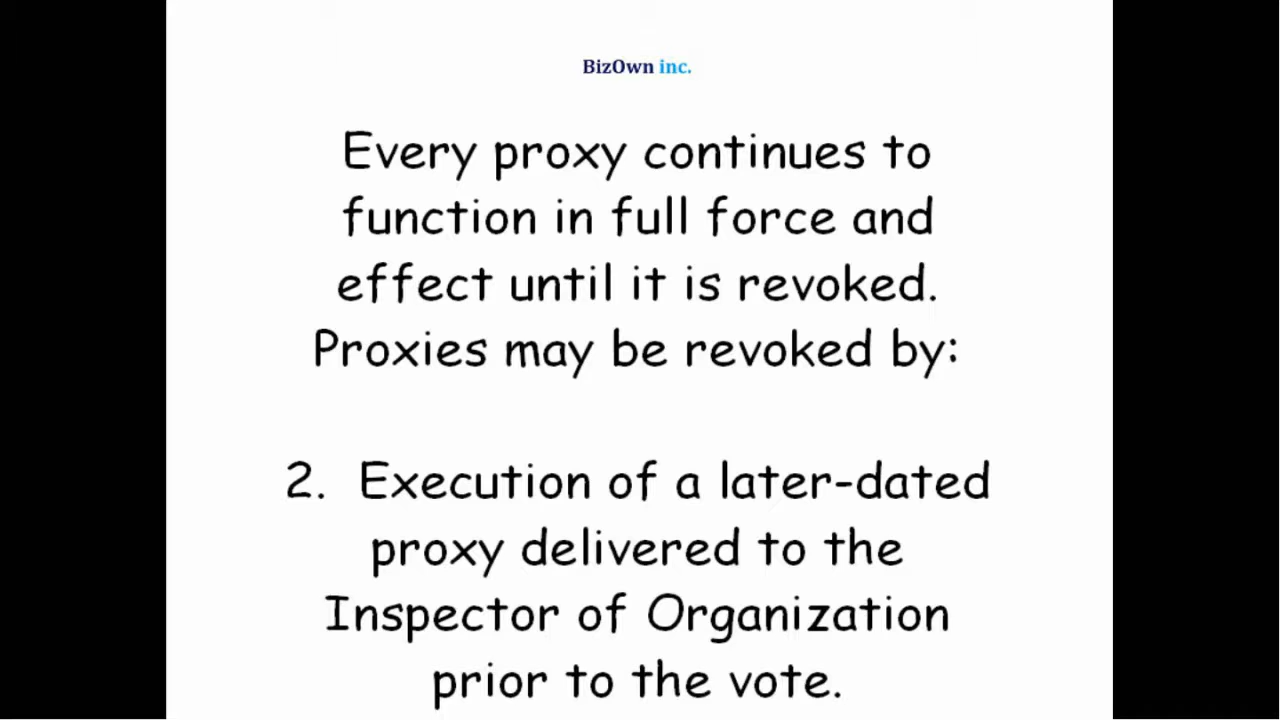 BizOwn inc.
Every proxy continues to
function in full force and
effect until it is revoked.
Proxies may be revoked by:
2. Execution of a later-dated
proxy delivered to the
Inspector of Organization
prior to the vote.